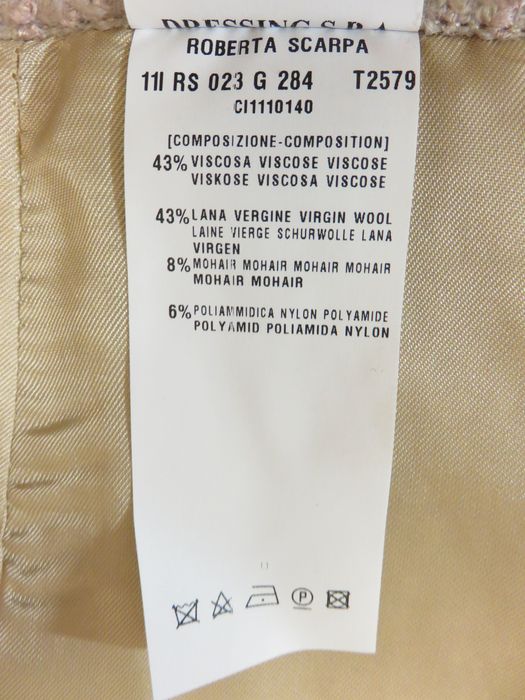 DRESSING S.P.A.
ROBERTA SCARPA
11I RS 023 G 284 T2579
CI1110140
[COMPOSIZIONE-COMPOSITION]
43% VISCOSA VISCOSE VISCOSE
VISKOSE VISCOSA VISCOSE
43% LANA VERGINE VIRGIN WOOL
LAINE VIERGE SCHURWOLLE LANA
VIRGEN
8% MOHAIR MOHAIR MOHAIR MOHAIR
MOHAIR MOHAIR
6% POLIAMMIDICA NYLON POLYAMIDE
POLYAMID POLIAMIDA NYLON
P